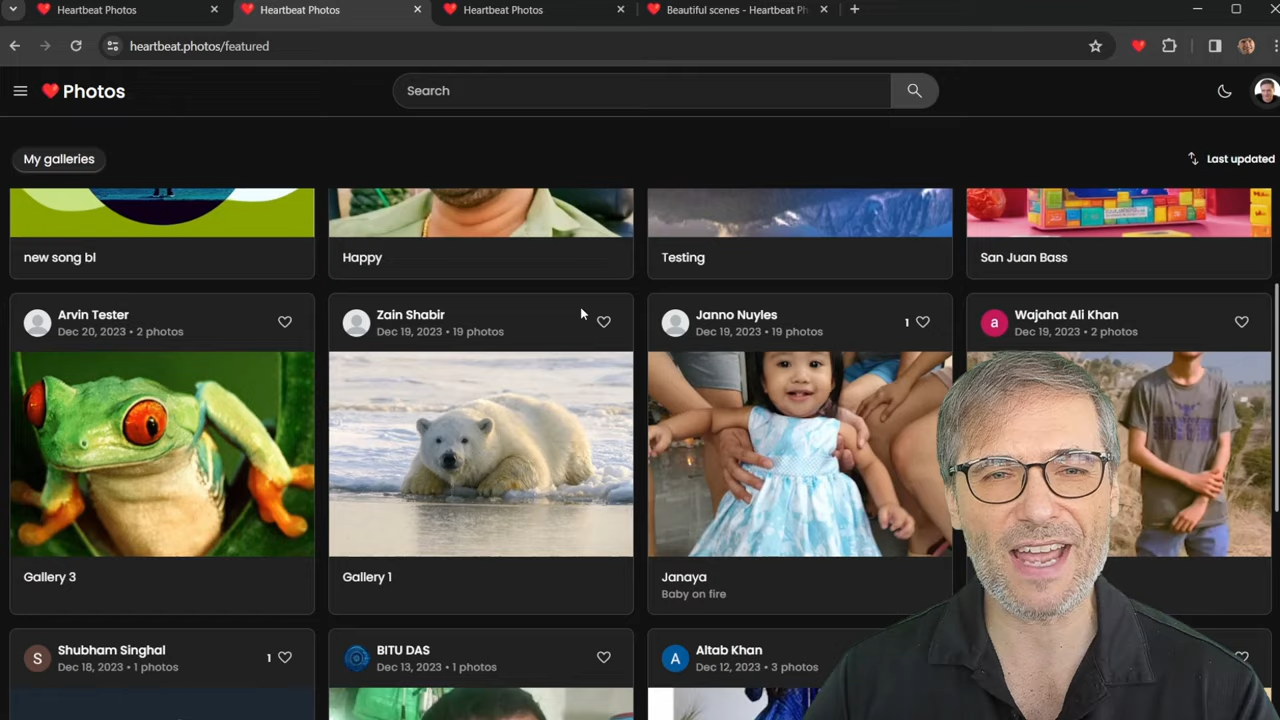 Heartbeat Photos
Heartbeat Photos
Heartbeat Photos
Beautiful scenes - Heartbeat Ph
heartbeat.photos/featured
Photos
Search
My galleries
Last updated
new song bl
Happy
Testing
San Juan Bass
Arvin Tester
Dec 20, 2023 • 2 photos
Zain Shabir
Dec 19, 2023 • 19 photos
Janno Nuyles
Dec 19, 2023 • 19 photos
1
a
Wajahat Ali Khan
Dec 19, 2023 • 2 photos
Gallery 3
Gallery 1
Janaya
Baby on fire
S
Shubham Singhal
Dec 18, 2023 • 1 photos
1
BITU DAS
Dec 13, 2023 • 1 photos
A
Altab Khan
Dec 12, 2023 • 3 photos